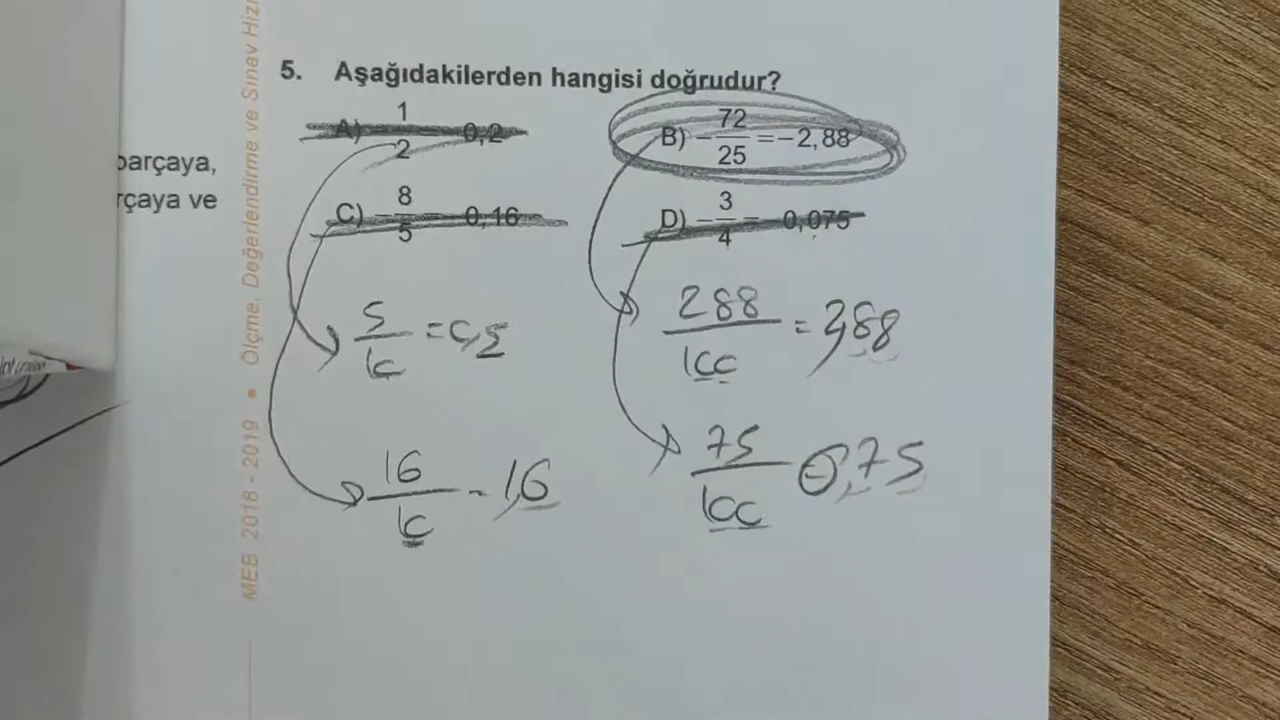 5. Aşağıdakilerden hangisi doğrudur?
A) 1/2 = 0,2
B) -72/25 = -2,88
C) -8/5 = 0,16
D) -3/4 = 0,075
5/10 = 0,5
288/100 = 2,88
16/10 = 1,6
75/100 0,75
parçaya,
rçaya ve
MEB 2018 - 2019 • Ölçme, Değerlendirme ve Sınav Hiz